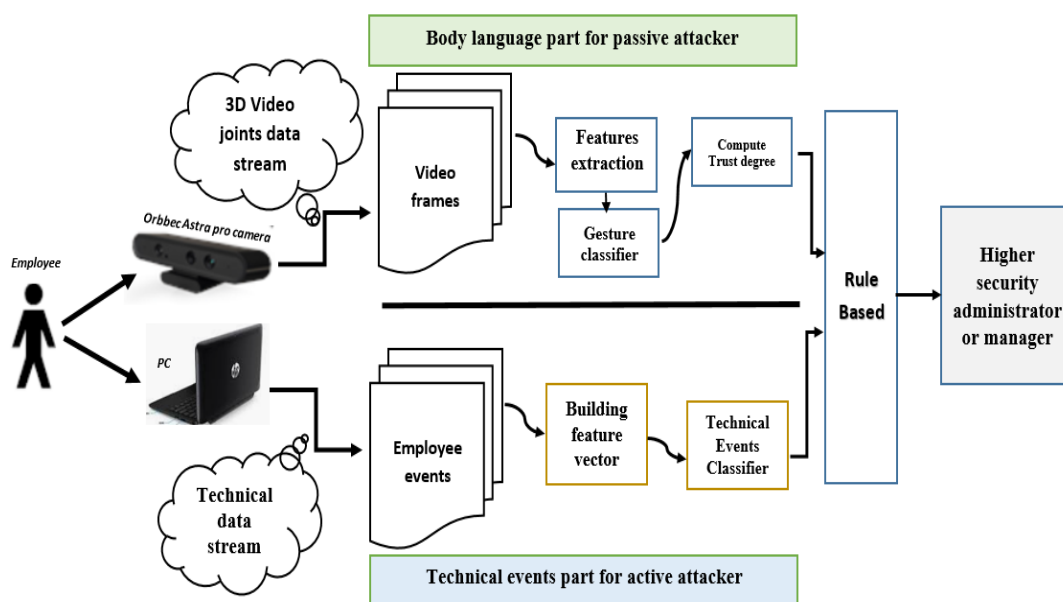 Body language part for passive attacker
3D Video
joints data
stream
Orbbec Astra pro camera
Employee
PC
Video
frames
Features
extraction
Gesture
classifier
Compute
Trust degree
Rule
Based
Higher
security
administrator
or manager
Employee
events
Building
feature
vector
Technical
Events
Classifier
Technical
data
stream
hp
Technical events part for active attacker